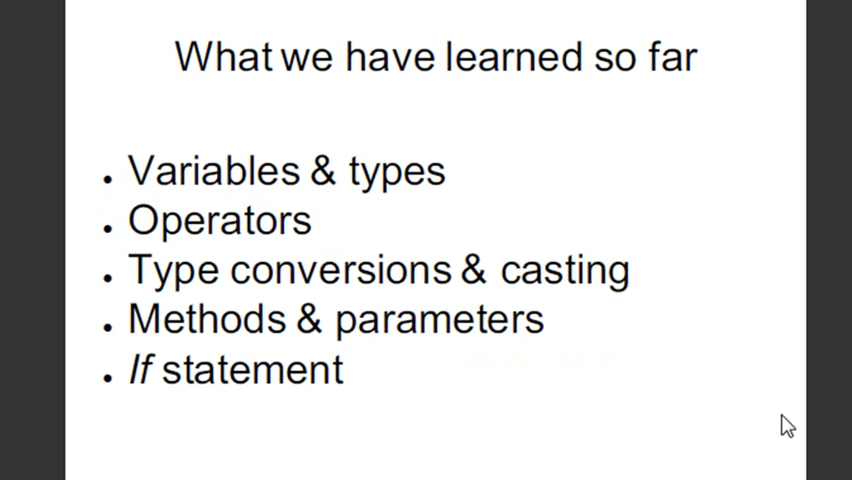 What we have learned so far
• Variables & types
• Operators
• Type conversions & casting
• Methods & parameters
• If statement